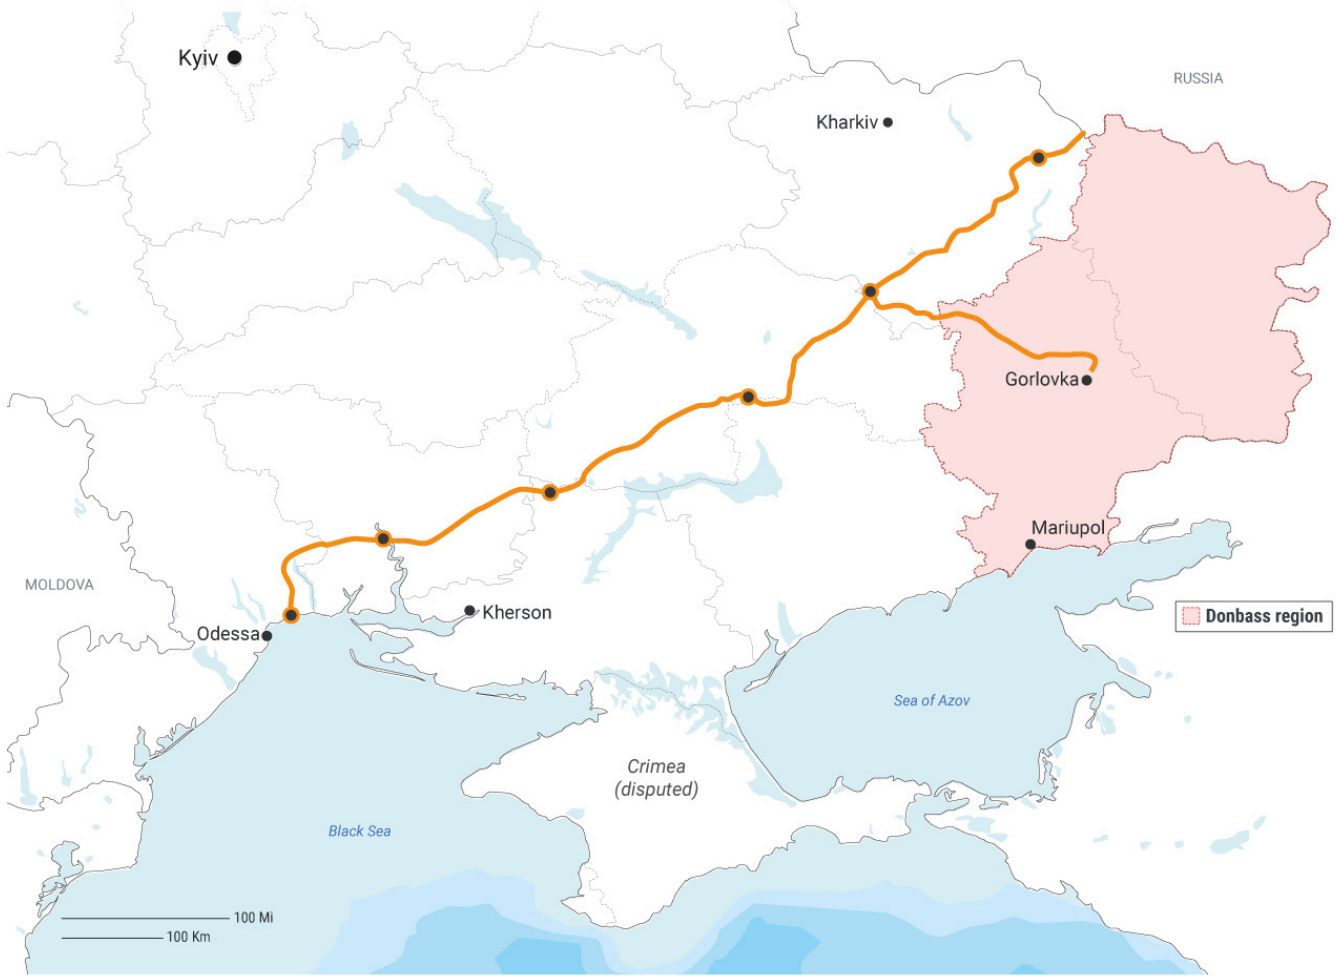 Kyiv
RUSSIA
Kharkiv
Gorlovka
Mariupol
MOLDOVA
Kherson
Donbass region
Odessa
Sea of Azov
Crimea
(disputed)
Black Sea
100 Mi
100 Km